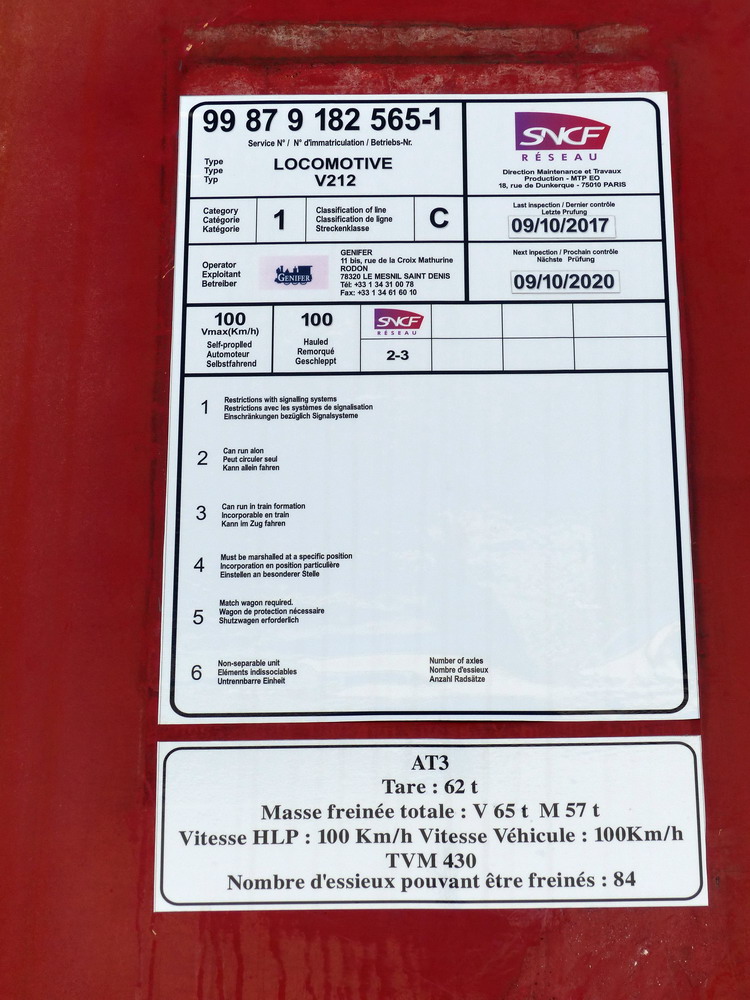 99 87 9 182 565-1
Service N° / N° d'immatriculation / Betriebs-Nr.
Type
Type
Typ
LOCOMOTIVE
V212
SNCF
RÉSEAU
Direction Maintenance et Travaux
Production - MTP EO
18, rue de Dunkerque - 75010 PARIS
Category
Catégorie
Katégorie
1
Classification of line
Classification de ligne
Streckenklasse
C
Last inspection / Dernier contrôle
Letzte Prufung
09/10/2017
Operator
Exploitant
Betreiber
GENIFER
GENIFER
11 bis, rue de la Croix Mathurine
RODON
78320 LE MESNIL SAINT DENIS
Tél: +33 1 34 31 00 78
Fax: +33 1 34 61 60 10
Next inpection / Prochain contrôle
Nächste Prüfung
09/10/2020
100
Vmax(Km/h)
Self-proplled
Automoteur
Selbstfahrend
100
Hauled
Remorqué
Geschleppt
SNCF
RÉSEAU
2-3
1
Restrictions with signalling systems
Restrictions avec les systèmes de signalisation
Einschränkungen bezüglich Signalsysteme
2
Can run alon
Peut circuler seul
Kann allein fahren
3
Can run in train formation
Incorporable en train
Kann im Zug fahren
4
Must be marshalled at a specific position
Incorporation en position particulière
Einstellen an besonderer Stelle
5
Match wagon required.
Wagon de protection nécessaire
Shutzwagen erforderlich
6
Non-separable unit
Eléments indissociables
Untrennbarre Einheit
Number of axles
Nombre d'essieux
Anzahl Radsätze
AT3
Tare : 62 t
Masse freinée totale : V 65 t M 57 t
Vitesse HLP : 100 Km/h Vitesse Véhicule : 100Km/h
TVM 430
Nombre d'essieux pouvant être freinés : 84